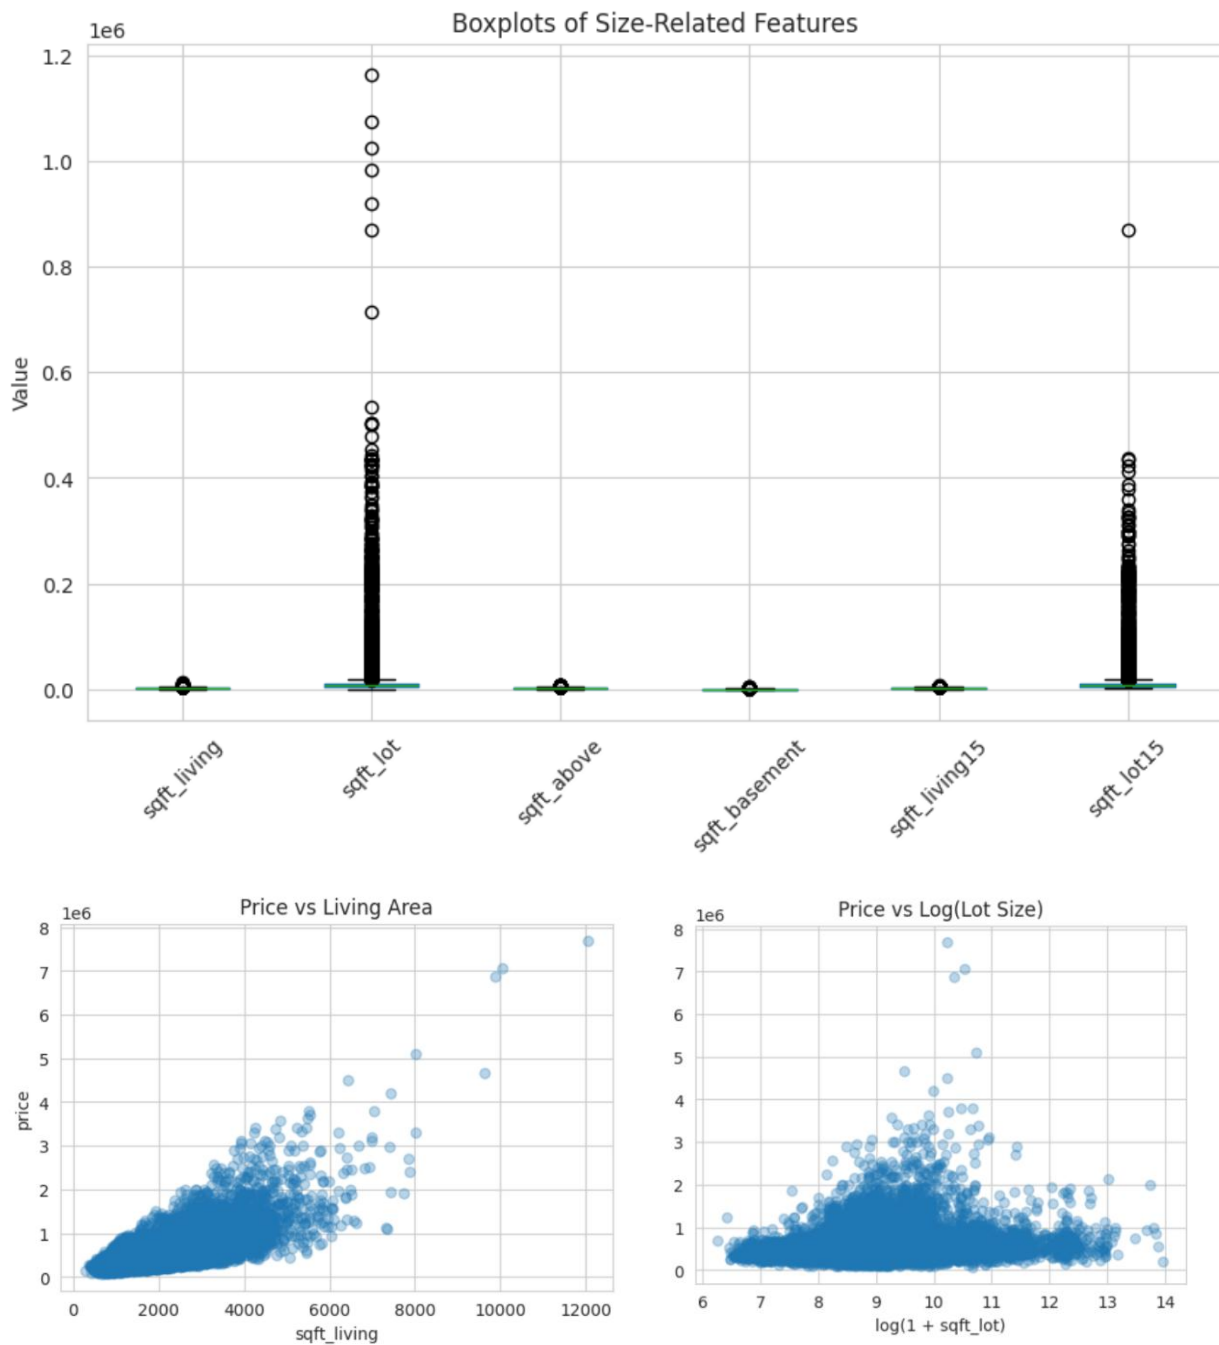 Boxplots of Size-Related Features
1e6
1.2
1.0
0.8
0.6
0.4
0.2
0.0
Value
sqft_living
sqft_lot
sqft_above
sqft_basement
sqft_living15
sqft_lot15
Price vs Living Area
1e6
8
7
6
5
4
3
2
1
0
price
0 2000 4000 6000 8000 10000 12000
sqft_living
Price vs Log(Lot Size)
1e6
8
7
6
5
4
3
2
1
0
6 7 8 9 10 11 12 13 14
log(1 + sqft_lot)